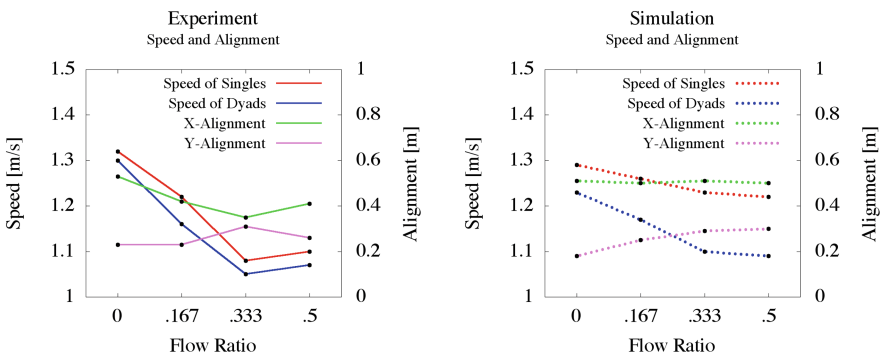 Experiment
Speed and Alignment
1.5
1.4
1.3
1.2
1.1
1
Speed [m/s]
1
0.8
0.6
0.4
0.2
0
Alignment [m]
Speed of Singles
Speed of Dyads
X-Alignment
Y-Alignment
0 .167 .333 .5
Flow Ratio
Simulation
Speed and Alignment
1.5
1.4
1.3
1.2
1.1
1
Speed [m/s]
1
0.8
0.6
0.4
0.2
0
Alignment [m]
Speed of Singles
Speed of Dyads
X-Alignment
Y-Alignment
0 .167 .333 .5
Flow Ratio